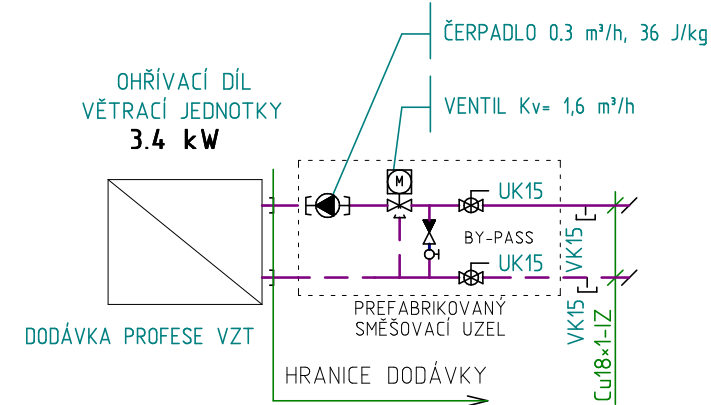 ČERPADLO 0.3 m³/h, 36 J/kg
OHŘÍVACÍ DÍL
VĚTRACÍ JEDNOTKY
3.4 kW
VENTIL Kv= 1,6 m³/h
M
UK15
BY-PASS
UK15
VK15
VK15
PREFABRIKOVANÝ
SMĚŠOVACÍ UZEL
DODÁVKA PROFESE VZT
Cu18×1-IZ
HRANICE DODÁVKY